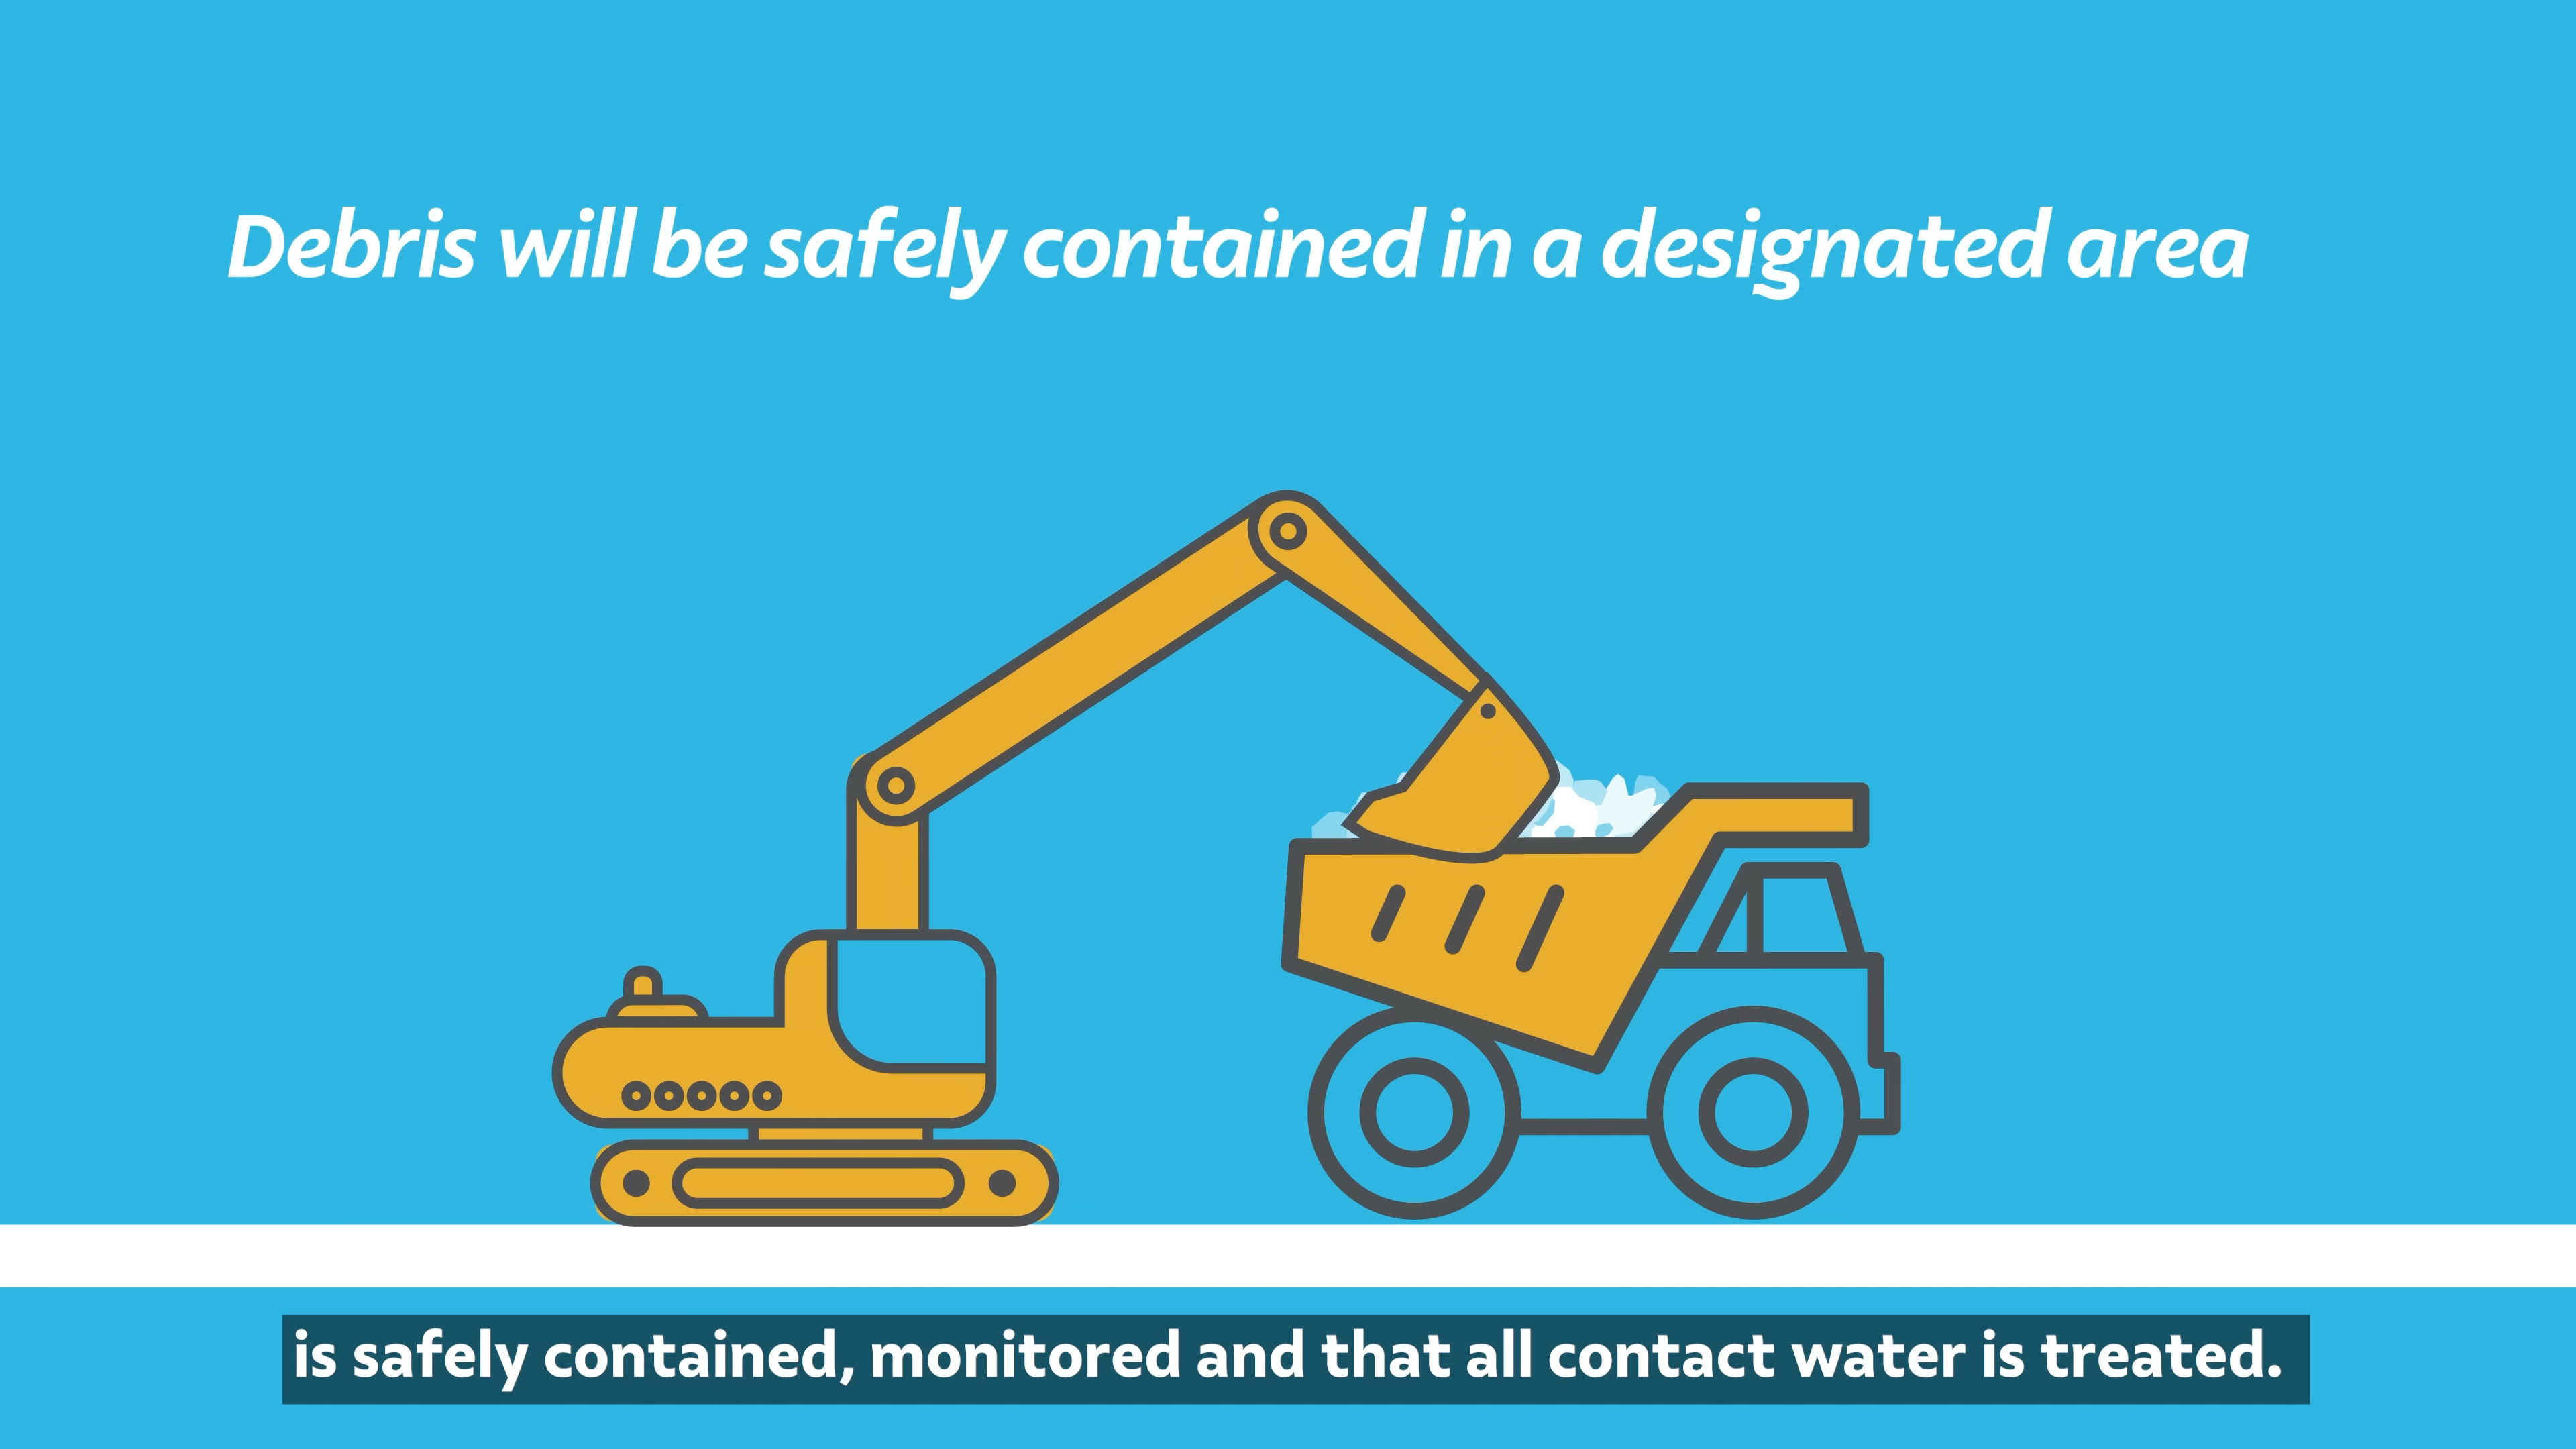 Debris will be safely contained in a designated area
is safely contained, monitored and that all contact water is treated.